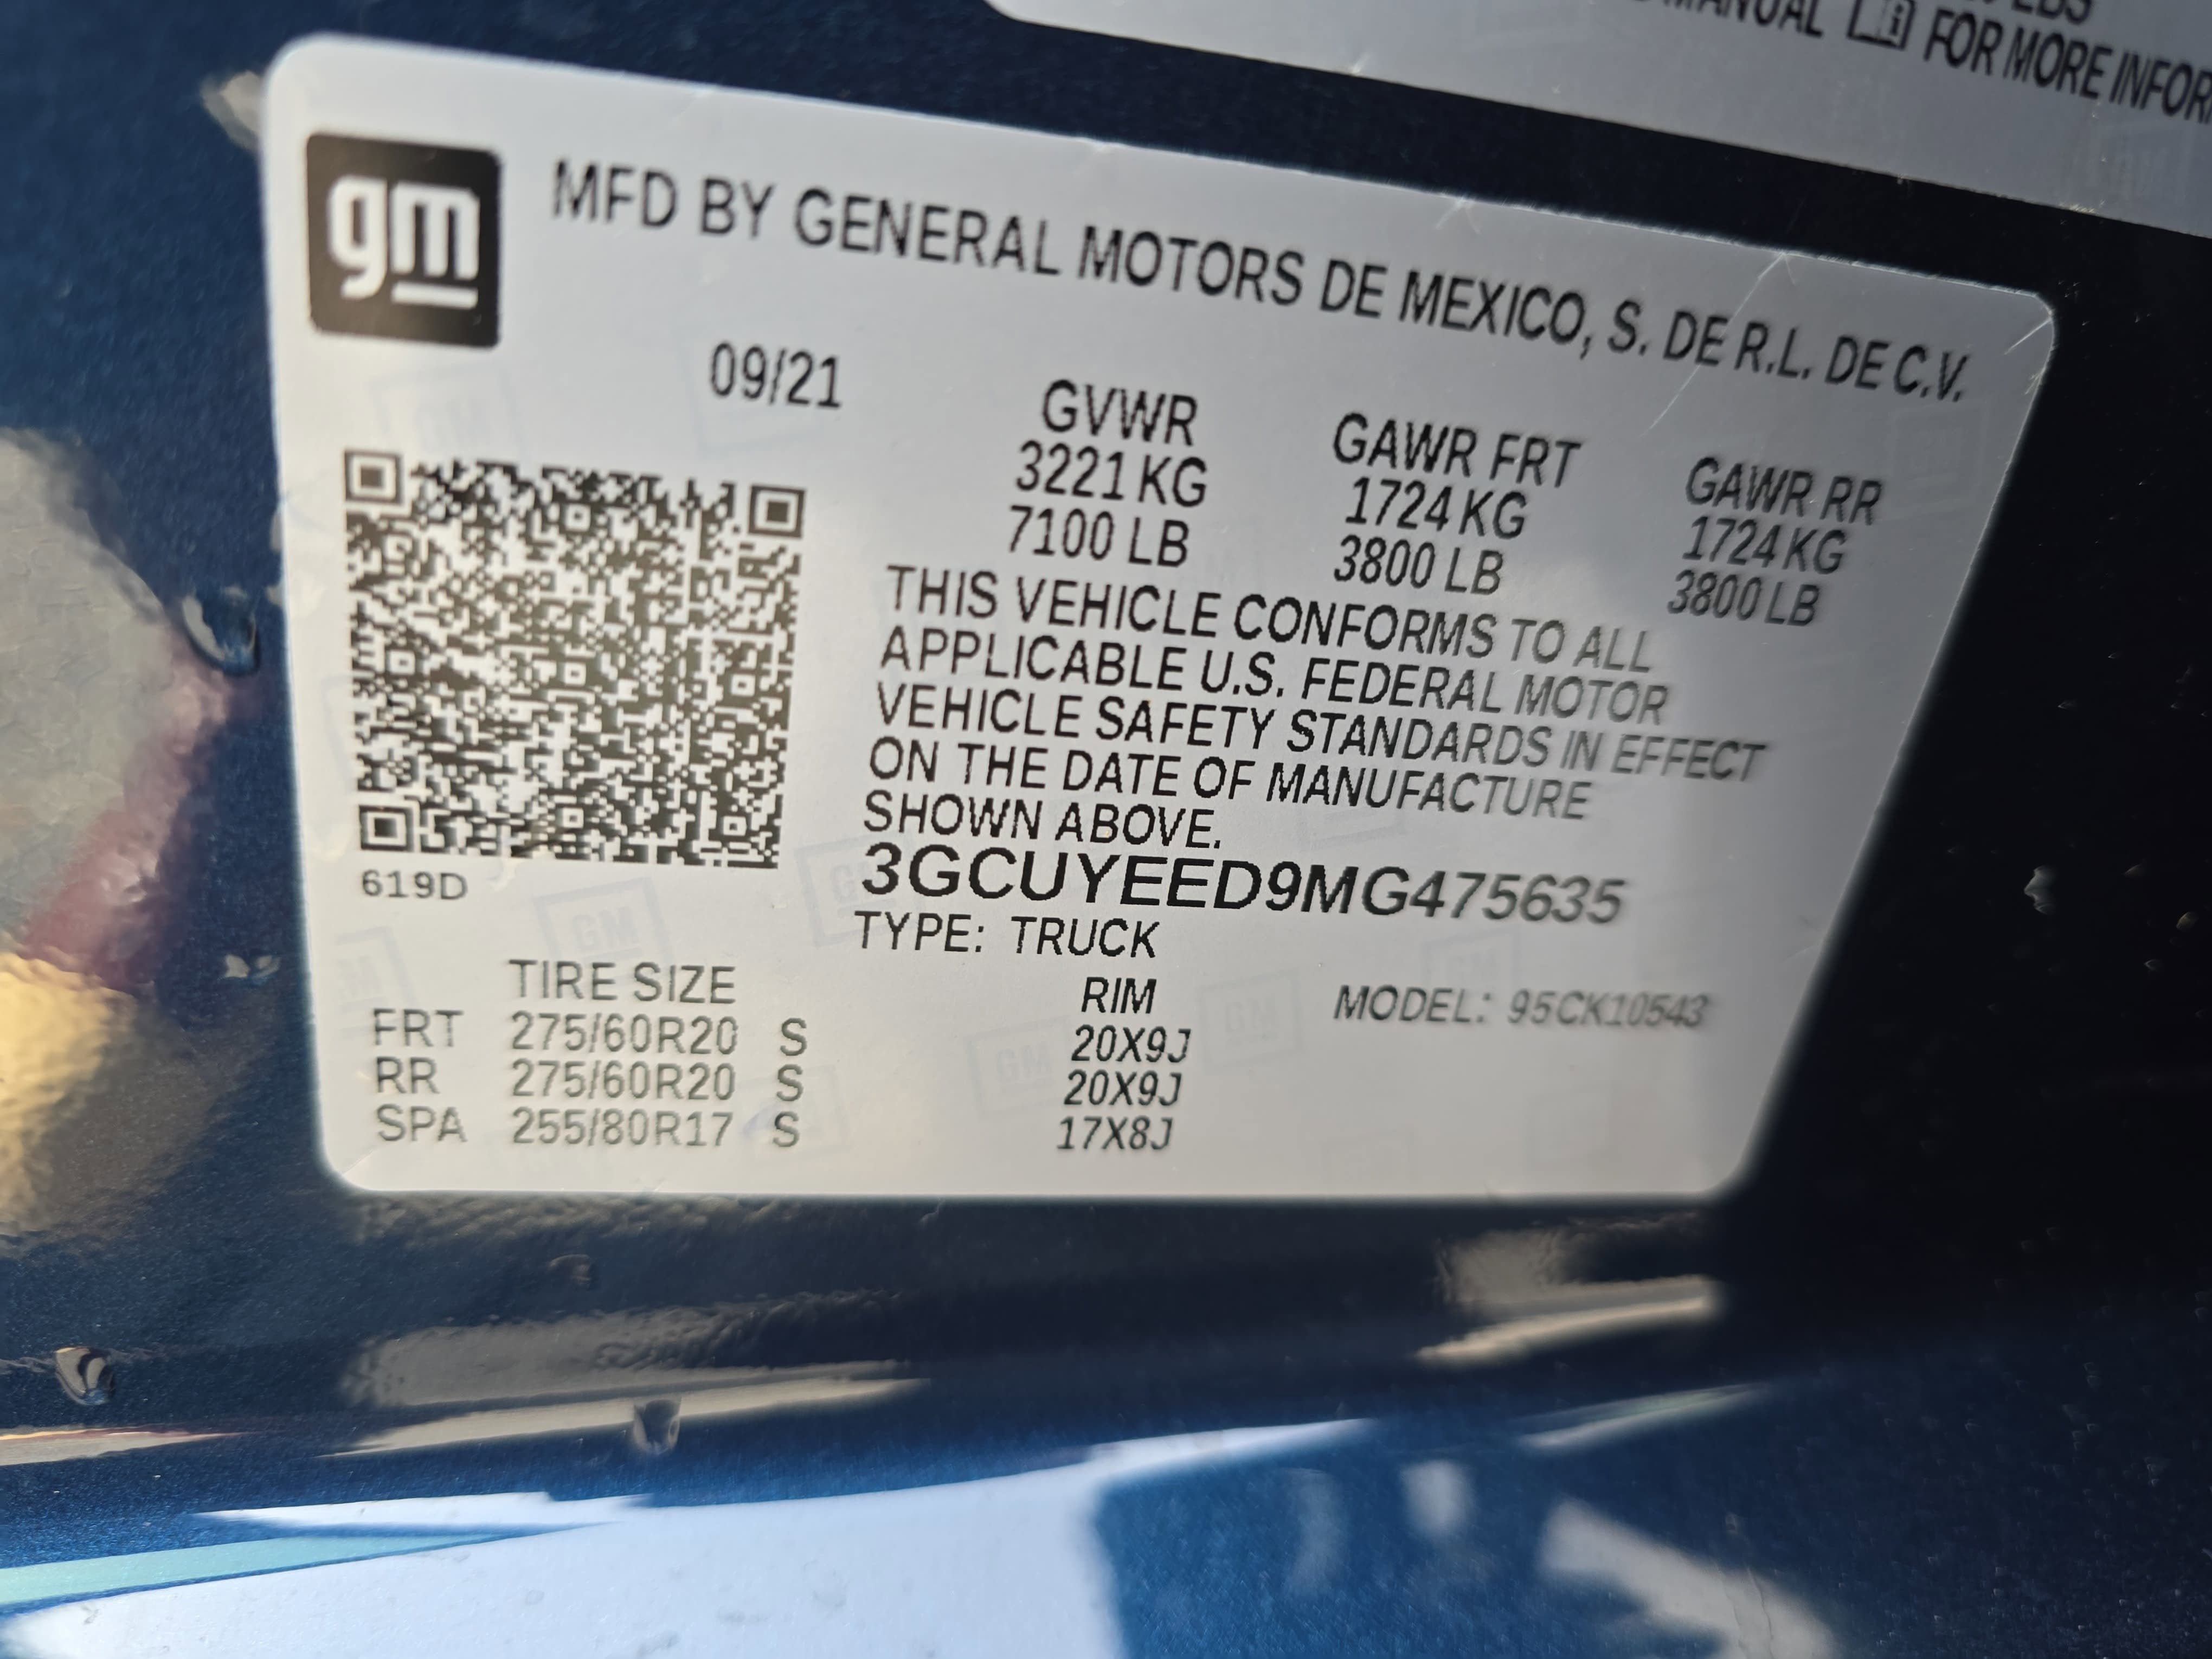 LBS
MANUAL FOR MORE INFOR
gm
MFD BY GENERAL MOTORS DE MEXICO, S. DE R.L. DE C.V.
09/21
GVWR GAWR FRT GAWR RR
3221 KG 1724 KG 1724 KG
7100 LB 3800 LB 3800 LB
THIS VEHICLE CONFORMS TO ALL
APPLICABLE U.S. FEDERAL MOTOR
VEHICLE SAFETY STANDARDS IN EFFECT
ON THE DATE OF MANUFACTURE
SHOWN ABOVE.
3GCUYEED9MG475635
619D
TYPE: TRUCK
TIRE SIZE RIM MODEL: 95CK10543
FRT 275/60R20 S 20X9J
RR 275/60R20 S 20X9J
SPA 255/80R17 S 17X8J